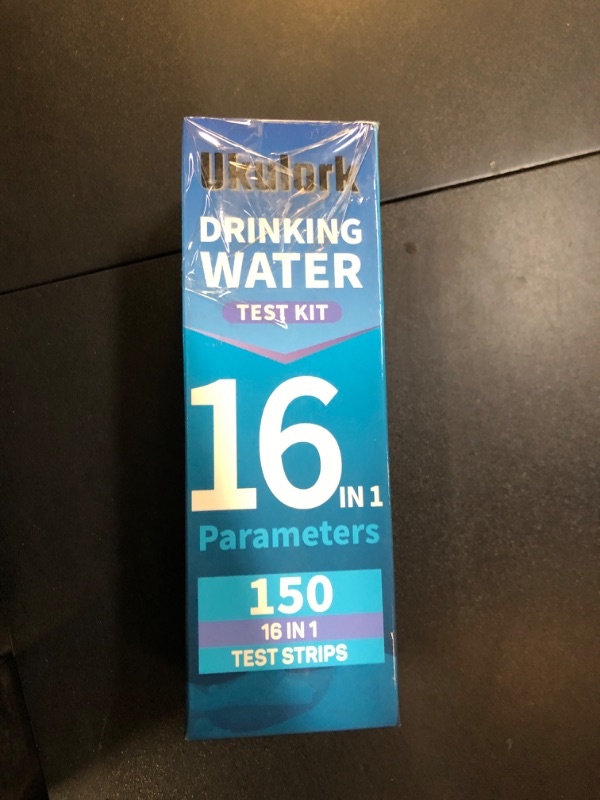 Ukulork
DRINKING
WATER
TEST KIT
16 IN 1
Parameters
150
16 IN 1
TEST STRIPS